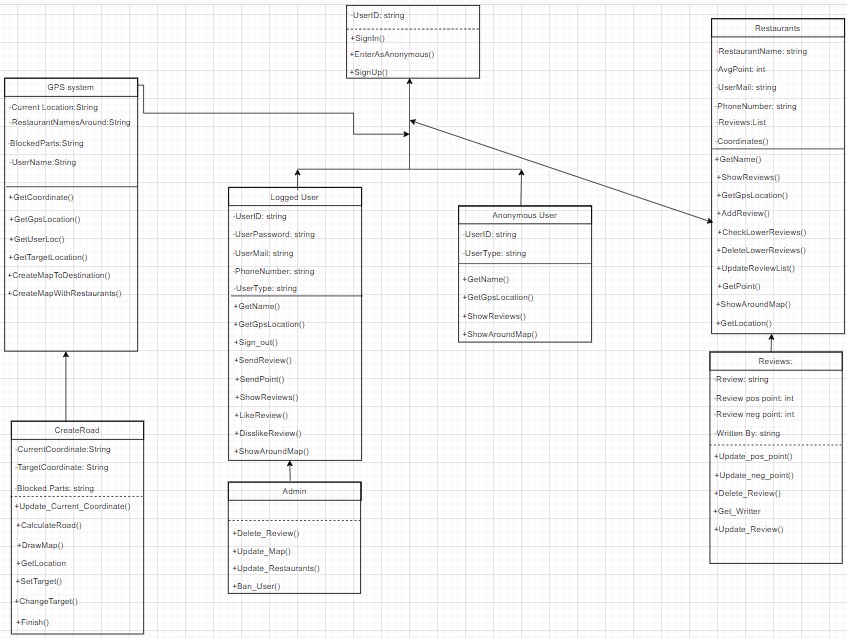 -UserID: string
+SignIn()
+EnterAsAnonymous()
+SignUp()
GPS system
-Current Location:String
-RestaurantNamesAround:String
-BlockedParts:String
-UserName:String
+GetCoordinate()
+GetGpsLocation()
+GetUserLoc()
+GetTargetLocation()
+CreateMapToDestination()
+CreateMapWithRestaurants()
CreateRoad
-CurrentCoordinate:String
-TargetCoordinate: String
-Blocked Parts: string
+Update_Current_Coordinate()
+CalculateRoad()
+DrawMap()
+GetLocation
+SetTarget()
+ChangeTarget()
+Finish()
Logged User
-UserID: string
-UserPassword: string
-UserMail: string
-PhoneNumber: string
-UserType: string
+GetName()
+GetGpsLocation()
+Sign_out()
+SendReview()
+SendPoint()
+ShowReviews()
+LikeReview()
+DisslikeReview()
+ShowAroundMap()
Admin
+Delete_Review()
+Update_Map()
+Update_Restaurants()
+Ban_User()
Anonymous User
-UserID: string
-UserType: string
+GetName()
+GetGpsLocation()
+ShowReviews()
+ShowAroundMap()
Restaurants
-RestaurantName: string
-AvgPoint: int
-UserMail: string
-PhoneNumber: string
-Reviews:List
-Coordinates()
+GetName()
+ShowReviews()
+GetGpsLocation()
+AddReview()
+CheckLowerReviews()
+DeleteLowerReviews()
+UpdateReviewList()
+GetPoint()
+ShowAroundMap()
+GetLocation()
Reviews:
-Review: string
-Review pos point: int
-Review neg point: int
-Written By: string
+Update_pos_point()
+Update_neg_point()
+Delete_Review()
+Get_Writter
+Update_Review()